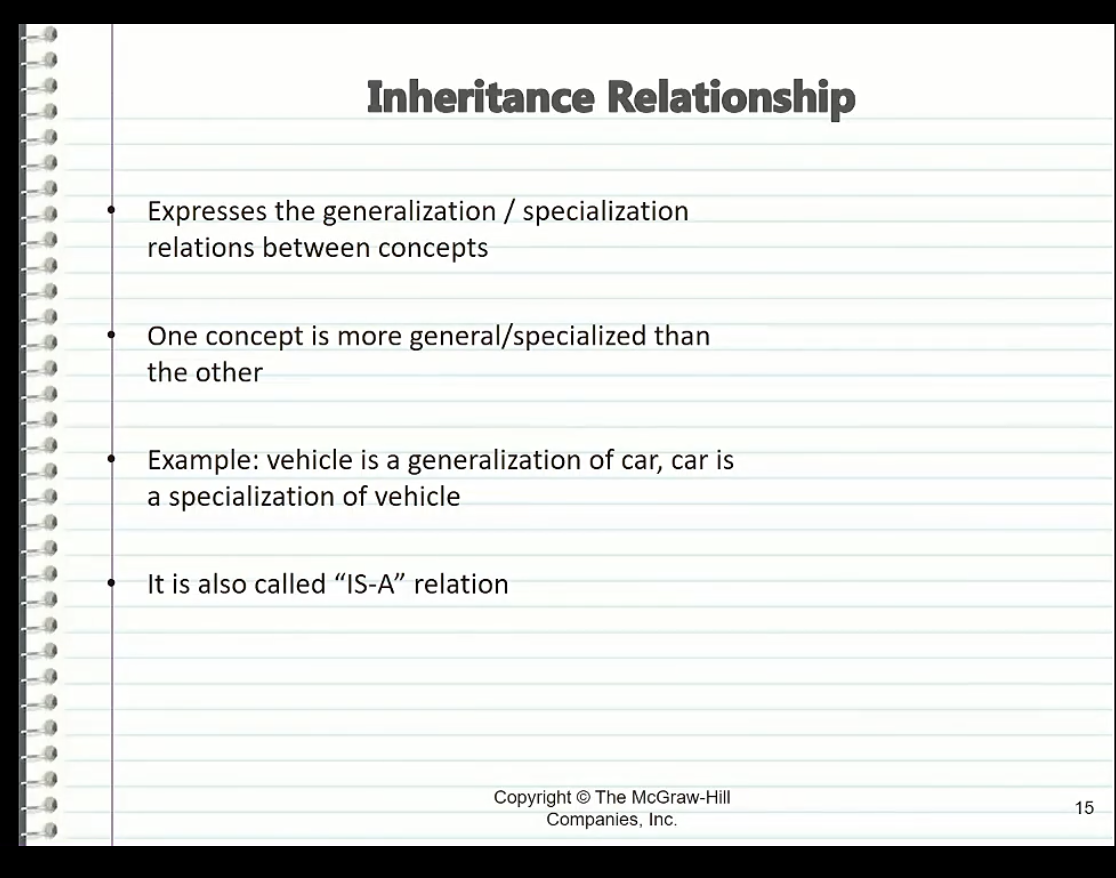 Inheritance Relationship
• Expresses the generalization / specialization
relations between concepts
• One concept is more general/specialized than
the other
• Example: vehicle is a generalization of car, car is
a specialization of vehicle
• It is also called “IS-A” relation
Copyright © The McGraw-Hill
Companies, Inc.
15